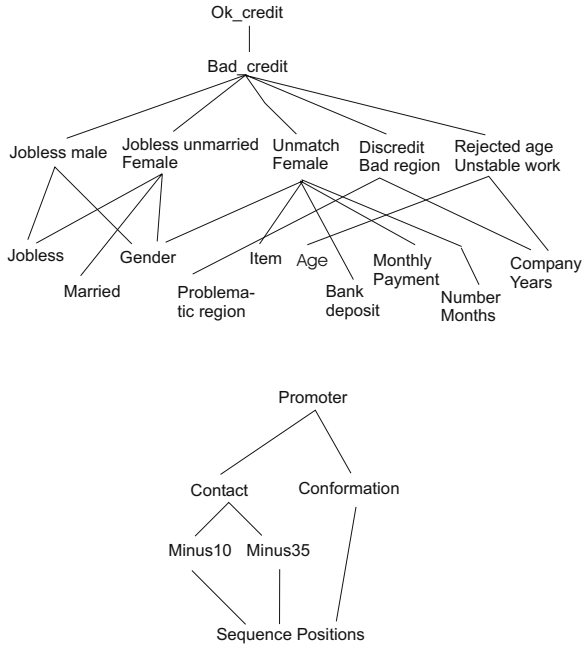 Ok_credit
Bad_credit
Jobless male
Jobless unmarried
Female
Unmatch
Female
Discredit
Bad region
Rejected age
Unstable work
Jobless
Married
Gender
Problema-
tic region
Item
Age
Bank
deposit
Monthly
Payment
Number
Months
Company
Years
Promoter
Contact
Conformation
Minus10
Minus35
Sequence Positions